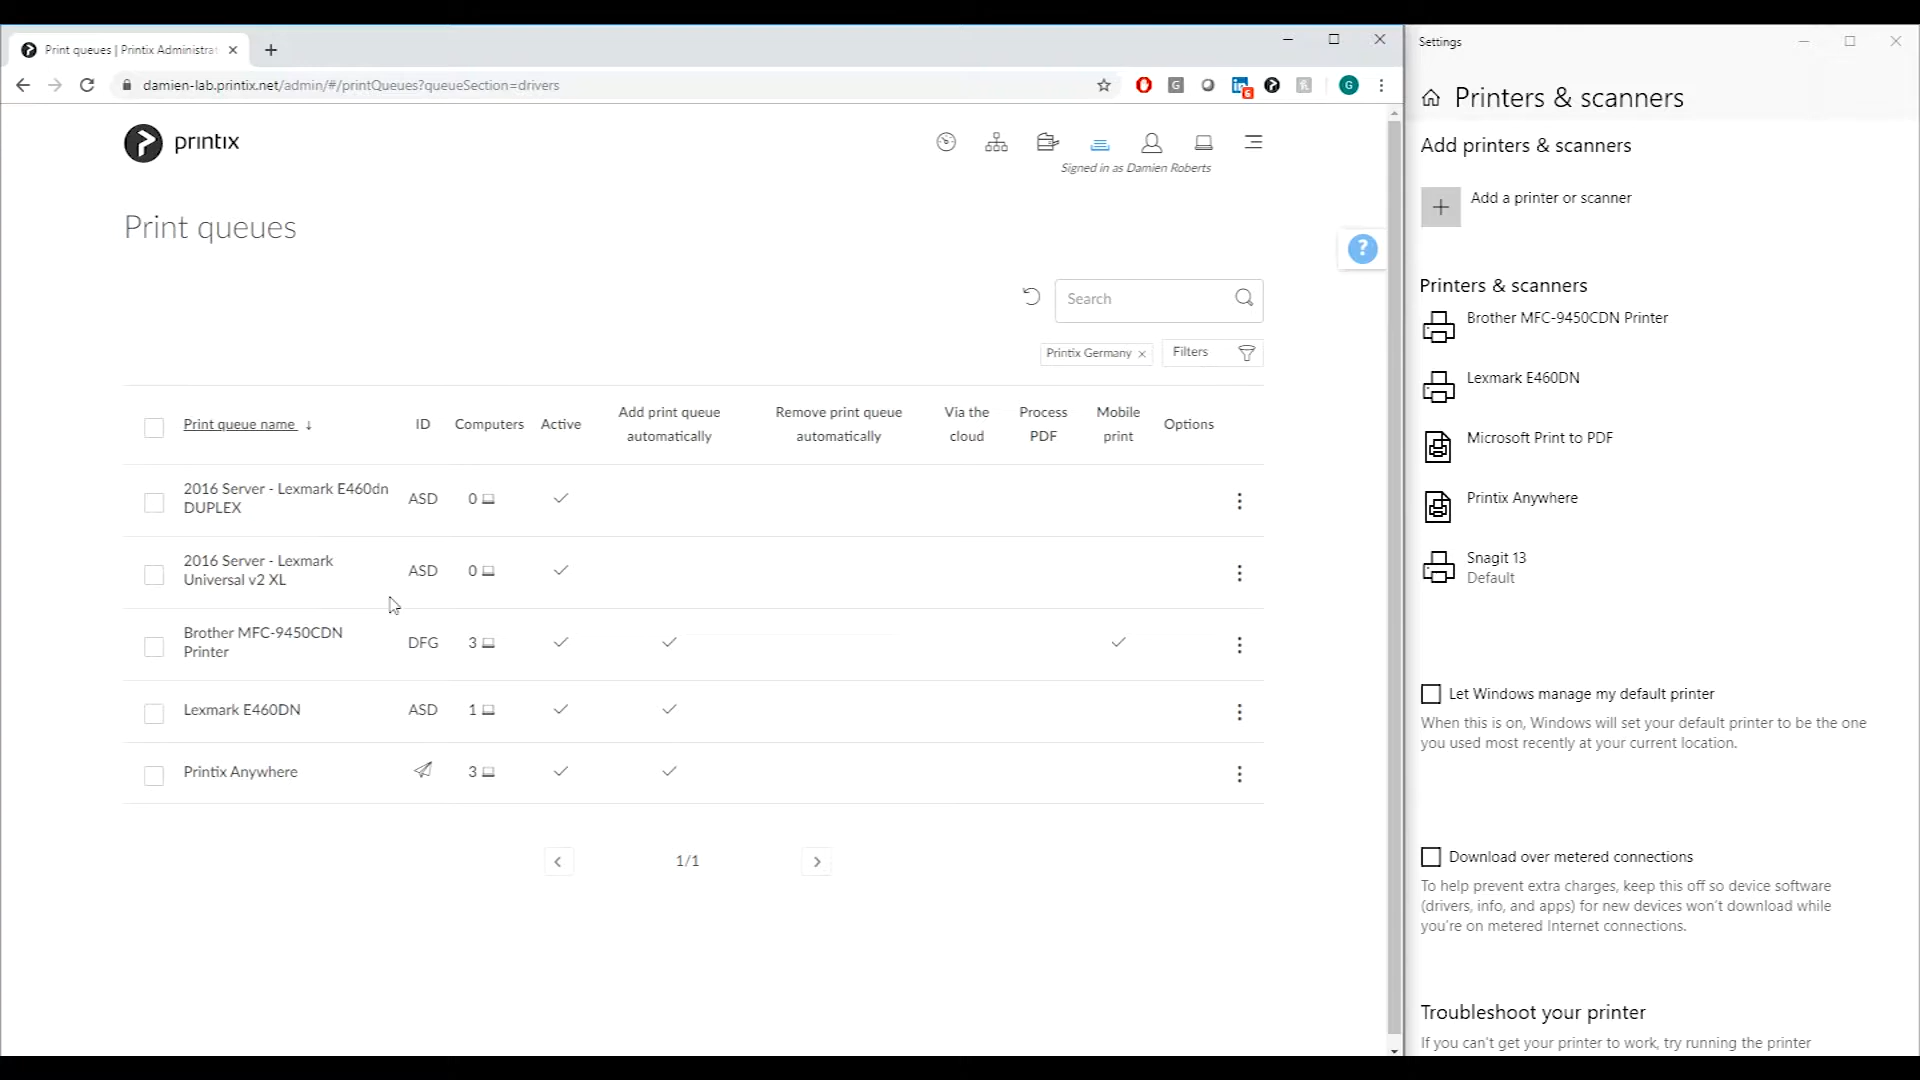 Print queues | Printix Administrat
damien-lab.printix.net/admin/#/printQueues?queueSection=drivers
G
6
G
printix
Signed in as Damien Roberts
Print queues
?
Search
Printix Germany ×
Filters
Print queue name ↓
ID
Computers
Active
Add print queue
automatically
Remove print queue
automatically
Via the
cloud
Process
PDF
Mobile
print
Options
2016 Server - Lexmark E460dn
DUPLEX
ASD
0
2016 Server - Lexmark
Universal v2 XL
ASD
0
Brother MFC-9450CDN
Printer
DFG
3
Lexmark E460DN
ASD
1
Printix Anywhere
3
1/1
Settings
Printers & scanners
Add printers & scanners
Add a printer or scanner
Printers & scanners
Brother MFC-9450CDN Printer
Lexmark E460DN
Microsoft Print to PDF
Printix Anywhere
Snagit 13
Default
Let Windows manage my default printer
When this is on, Windows will set your default printer to be the one
you used most recently at your current location.
Download over metered connections
To help prevent extra charges, keep this off so device software
(drivers, info, and apps) for new devices won't download while
you're on metered Internet connections.
Troubleshoot your printer
If you can't get your printer to work, try running the printer